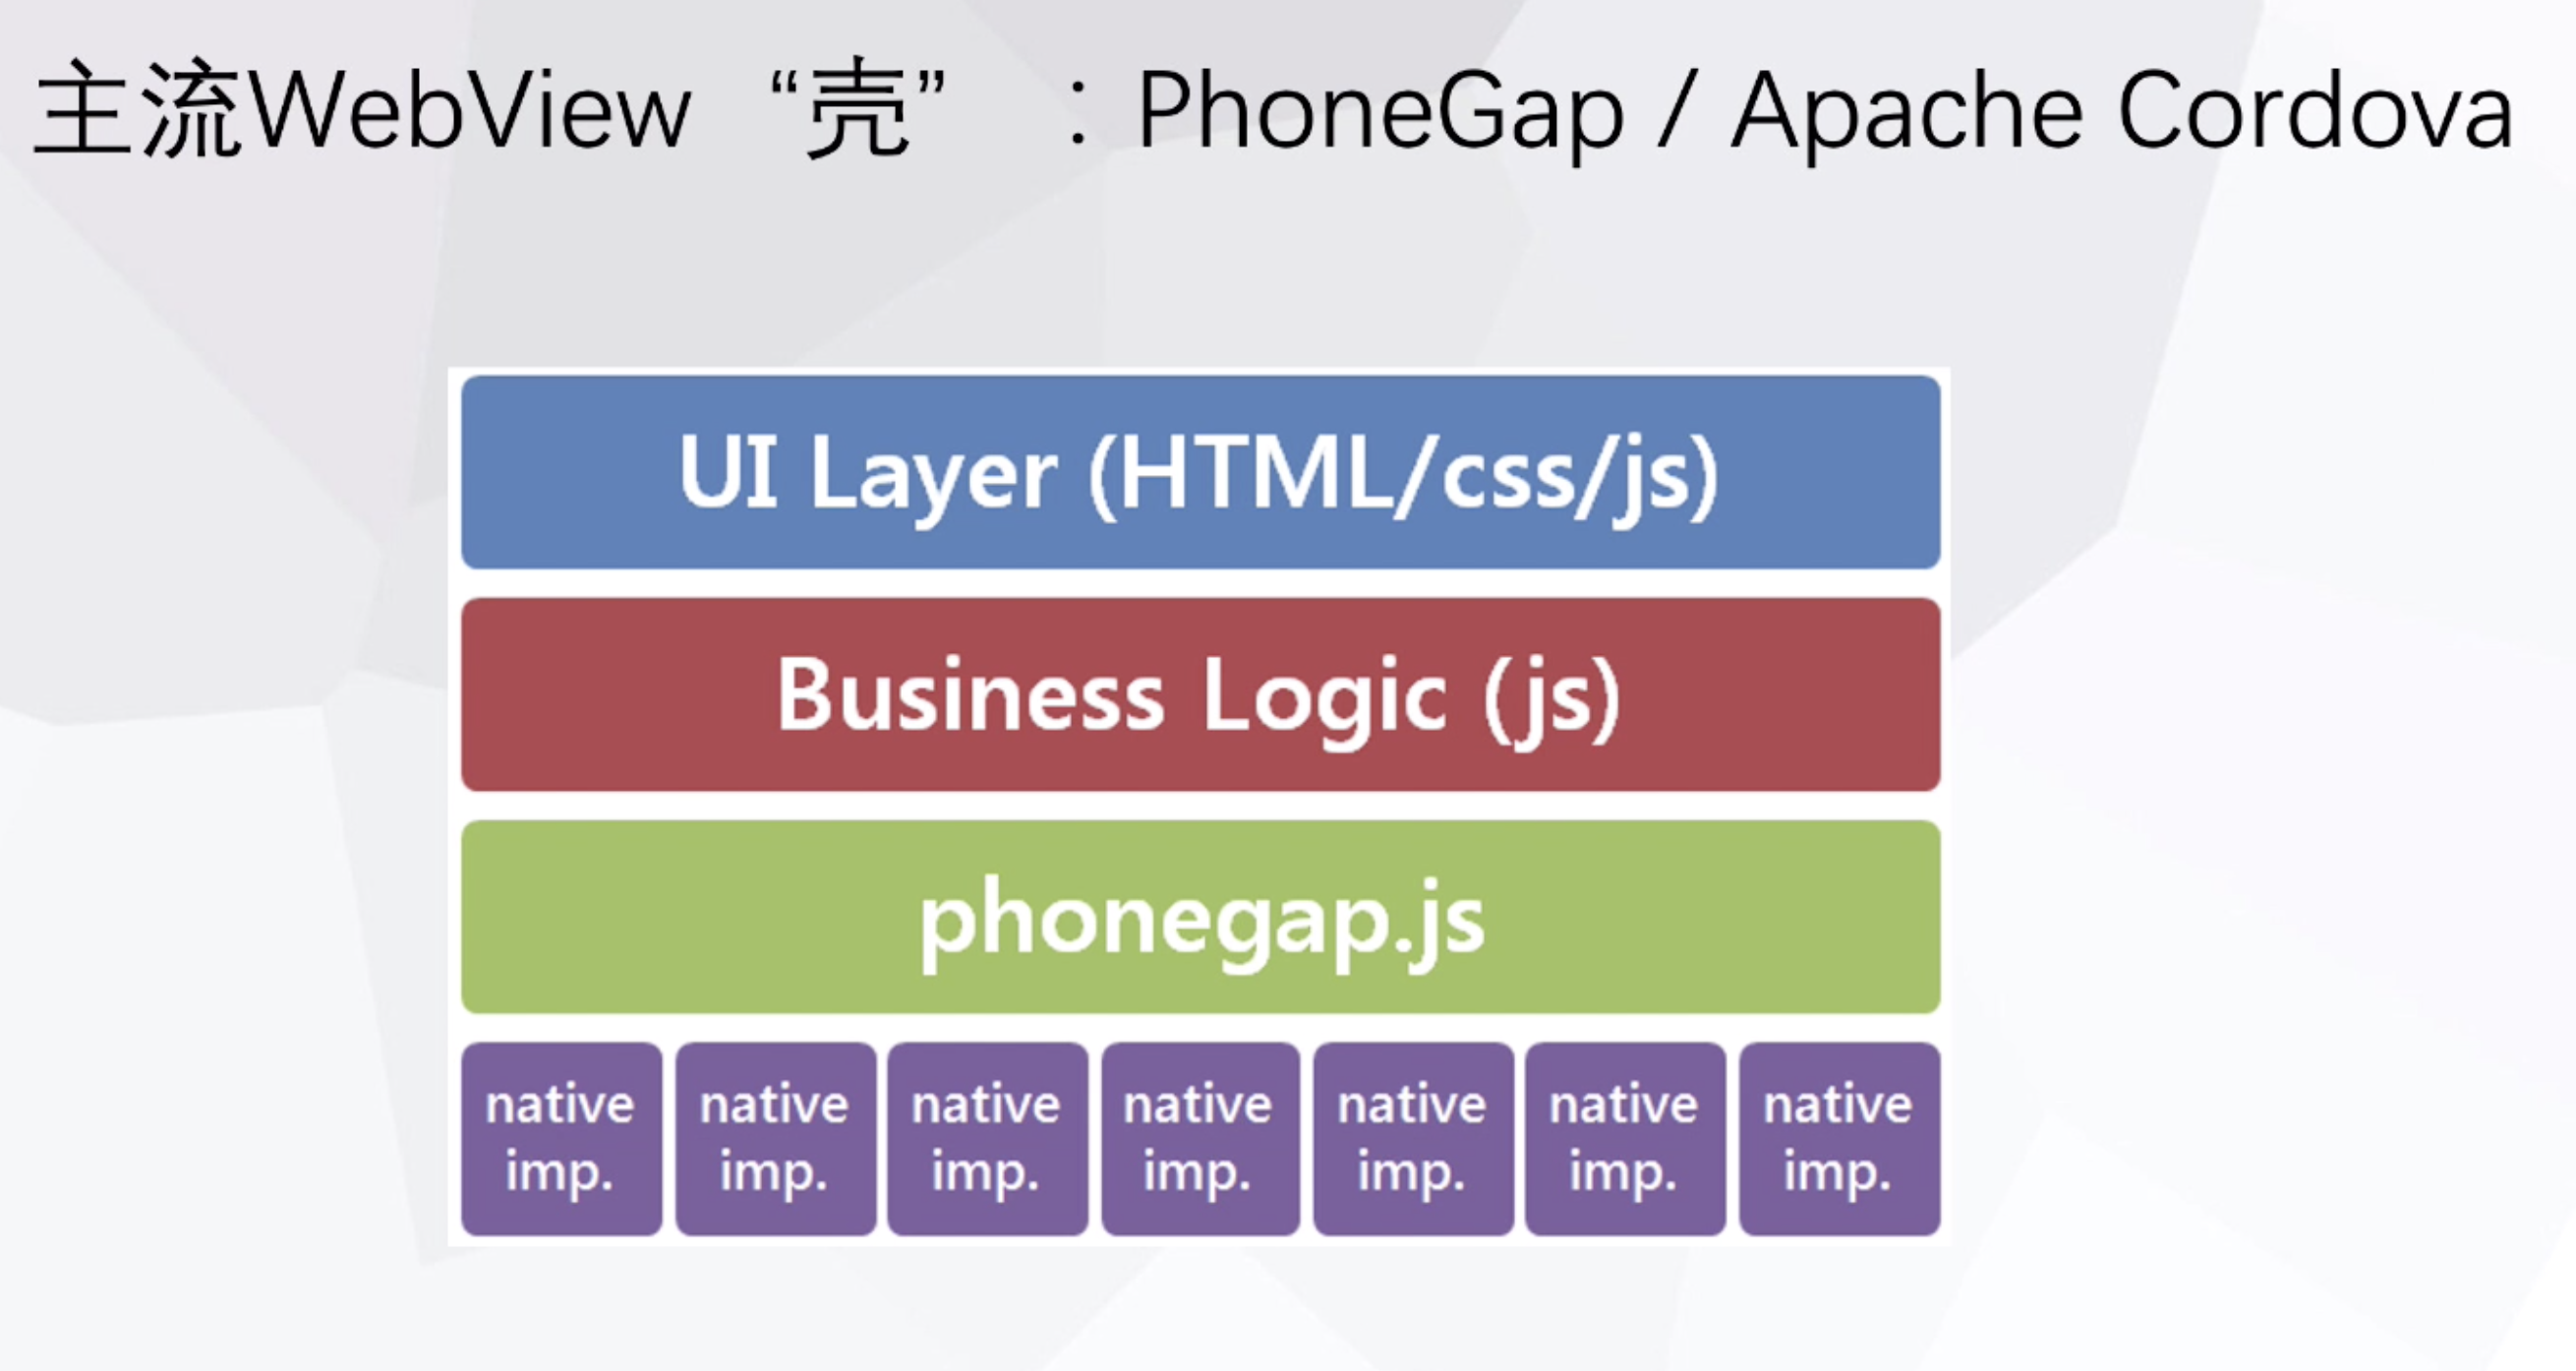 主流WebView “壳” ：PhoneGap / Apache Cordova
UI Layer (HTML/css/js)
Business Logic (js)
phonegap.js
native imp.
native imp.
native imp.
native imp.
native imp.
native imp.
native imp.